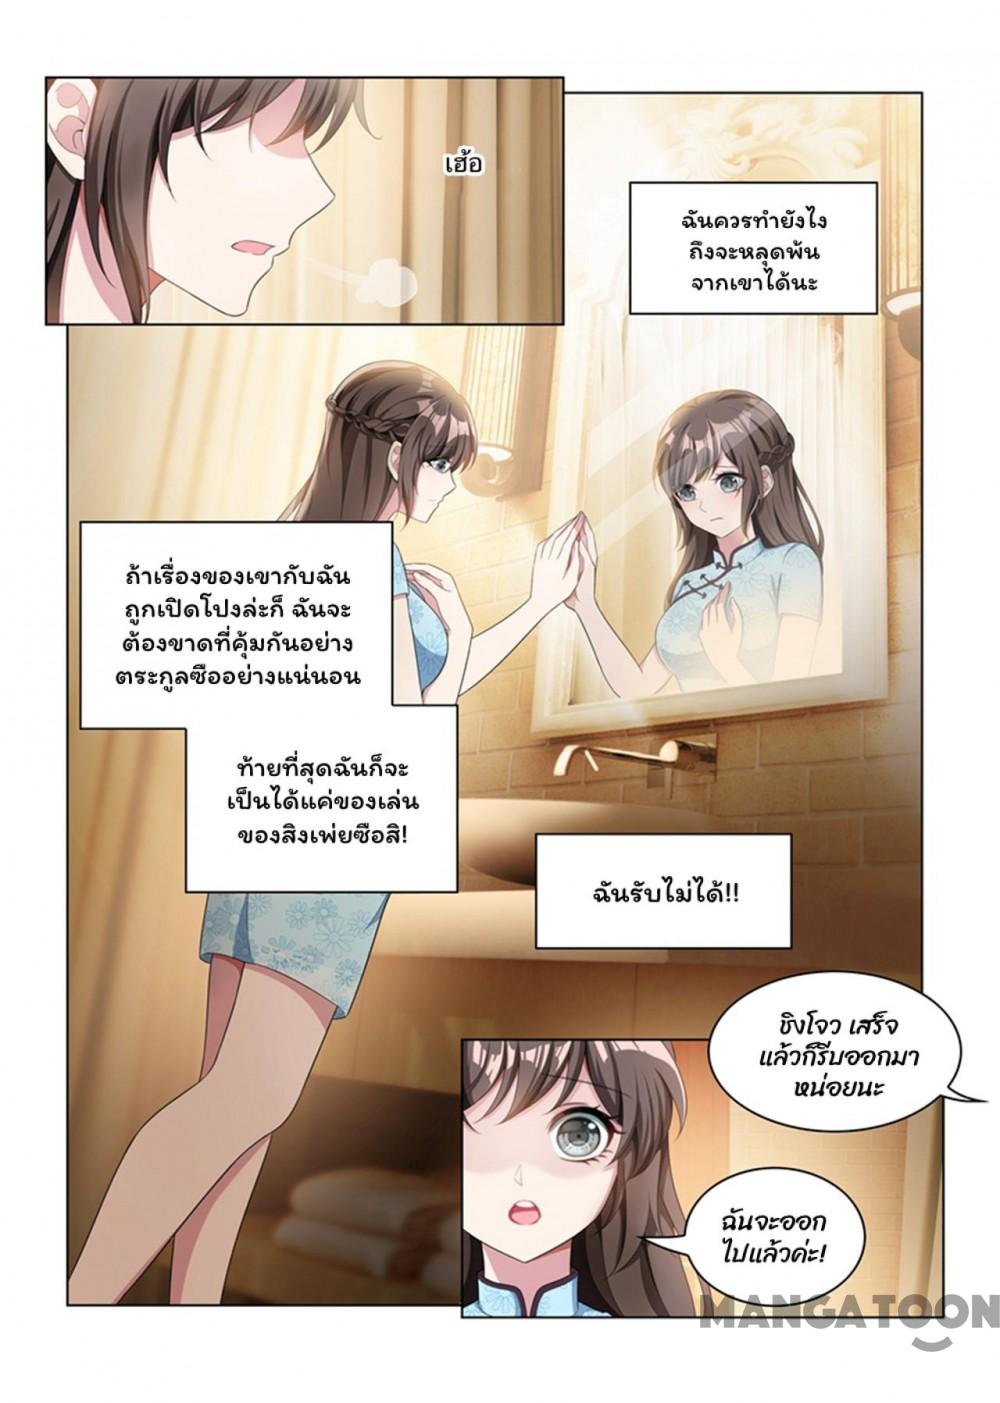 เฮ้อ
ฉันควรทำยังไง
ถึงจะหลุดพ้น
จากเขาได้นะ
ถ้าเรื่องของเขากับฉัน
ถูกเปิดโปงล่ะก็ ฉันจะ
ต้องขาดที่คุ้มกันอย่าง
ตระกูลซืออย่างแน่นอน
ท้ายที่สุดฉันก็จะ
เป็นได้แค่ของเล่น
ของสิงเพ่ยซือสิ!
ฉันรับไม่ได้!!
ชิงโจว เสร็จ
แล้วก็รีบออกมา
หน่อยนะ
ฉันจะออก
ไปแล้วค่ะ!
MANGATOON